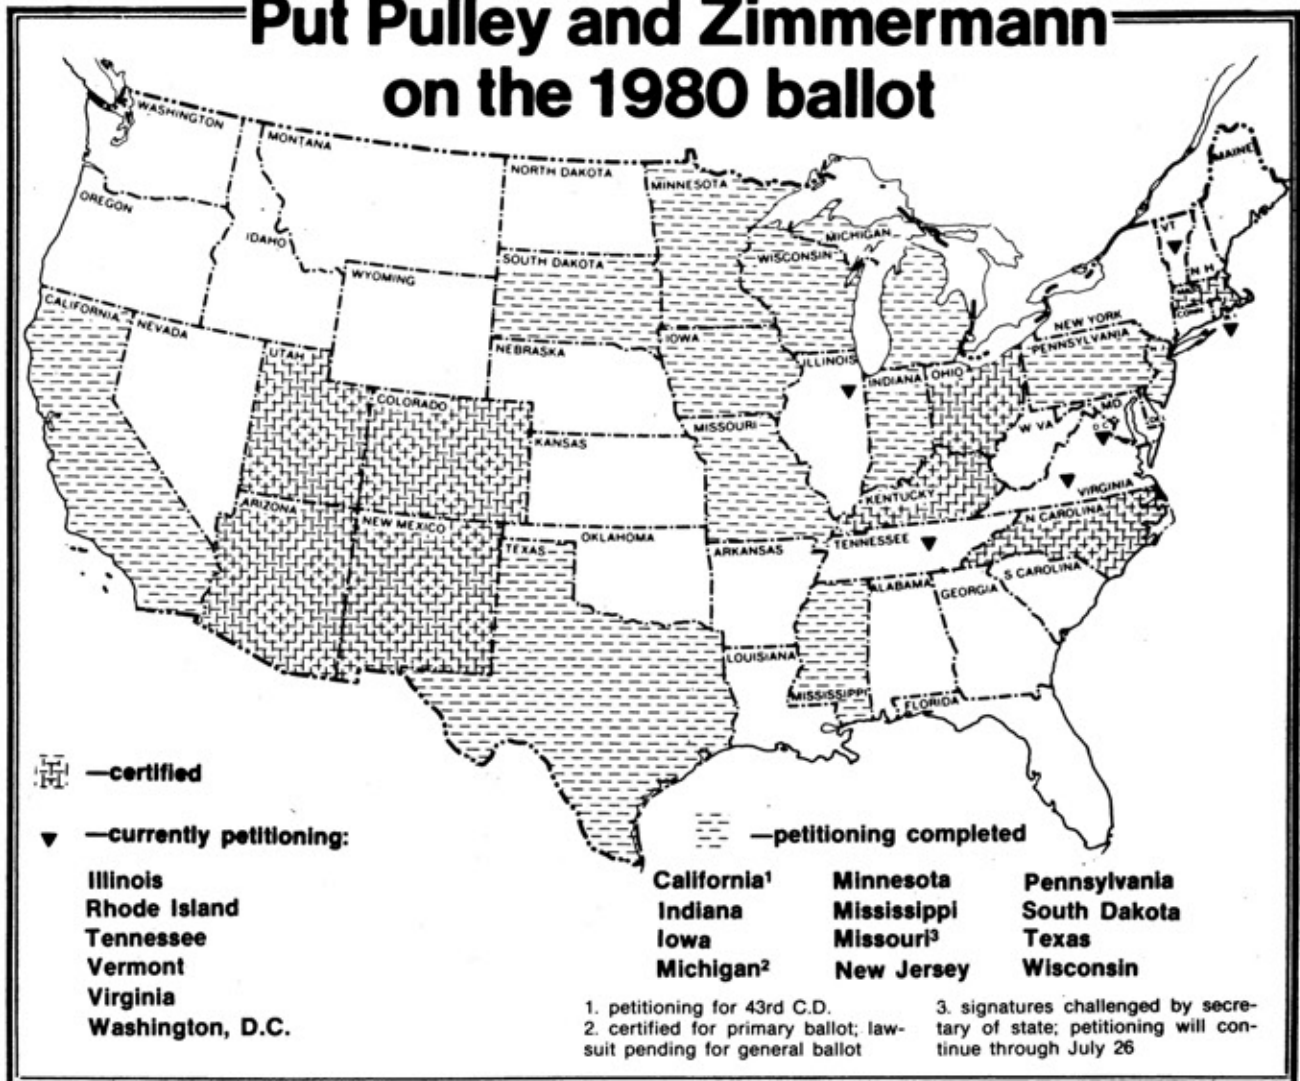 Put Pulley and Zimmermann
on the 1980 ballot
WASHINGTON
MONTANA
NORTH DAKOTA
MINNESOTA
MAINE
OREGON
IDAHO
WYOMING
SOUTH DAKOTA
WISCONSIN
MICHIGAN
VT
N H
CALIFORNIA
NEVADA
UTAH
COLORADO
NEBRASKA
IOWA
ILLINOIS
INDIANA
OHIO
NEW YORK
PENNSYLVANIA
CONN
N J
MD
D C
W VA
KANSAS
MISSOURI
KENTUCKY
VIRGINIA
ARIZONA
NEW MEXICO
TEXAS
OKLAHOMA
ARKANSAS
TENNESSEE
N CAROLINA
S CAROLINA
ALABAMA
GEORGIA
LOUISIANA
MISSISSIPPI
FLORIDA
—certified
—currently petitioning:
Illinois
Rhode Island
Tennessee
Vermont
Virginia
Washington, D.C.
—petitioning completed
California¹ Minnesota Pennsylvania
Indiana Mississippi South Dakota
Iowa Missouri³ Texas
Michigan² New Jersey Wisconsin
1. petitioning for 43rd C.D.
2. certified for primary ballot; law-
suit pending for general ballot
3. signatures challenged by secre-
tary of state; petitioning will con-
tinue through July 26